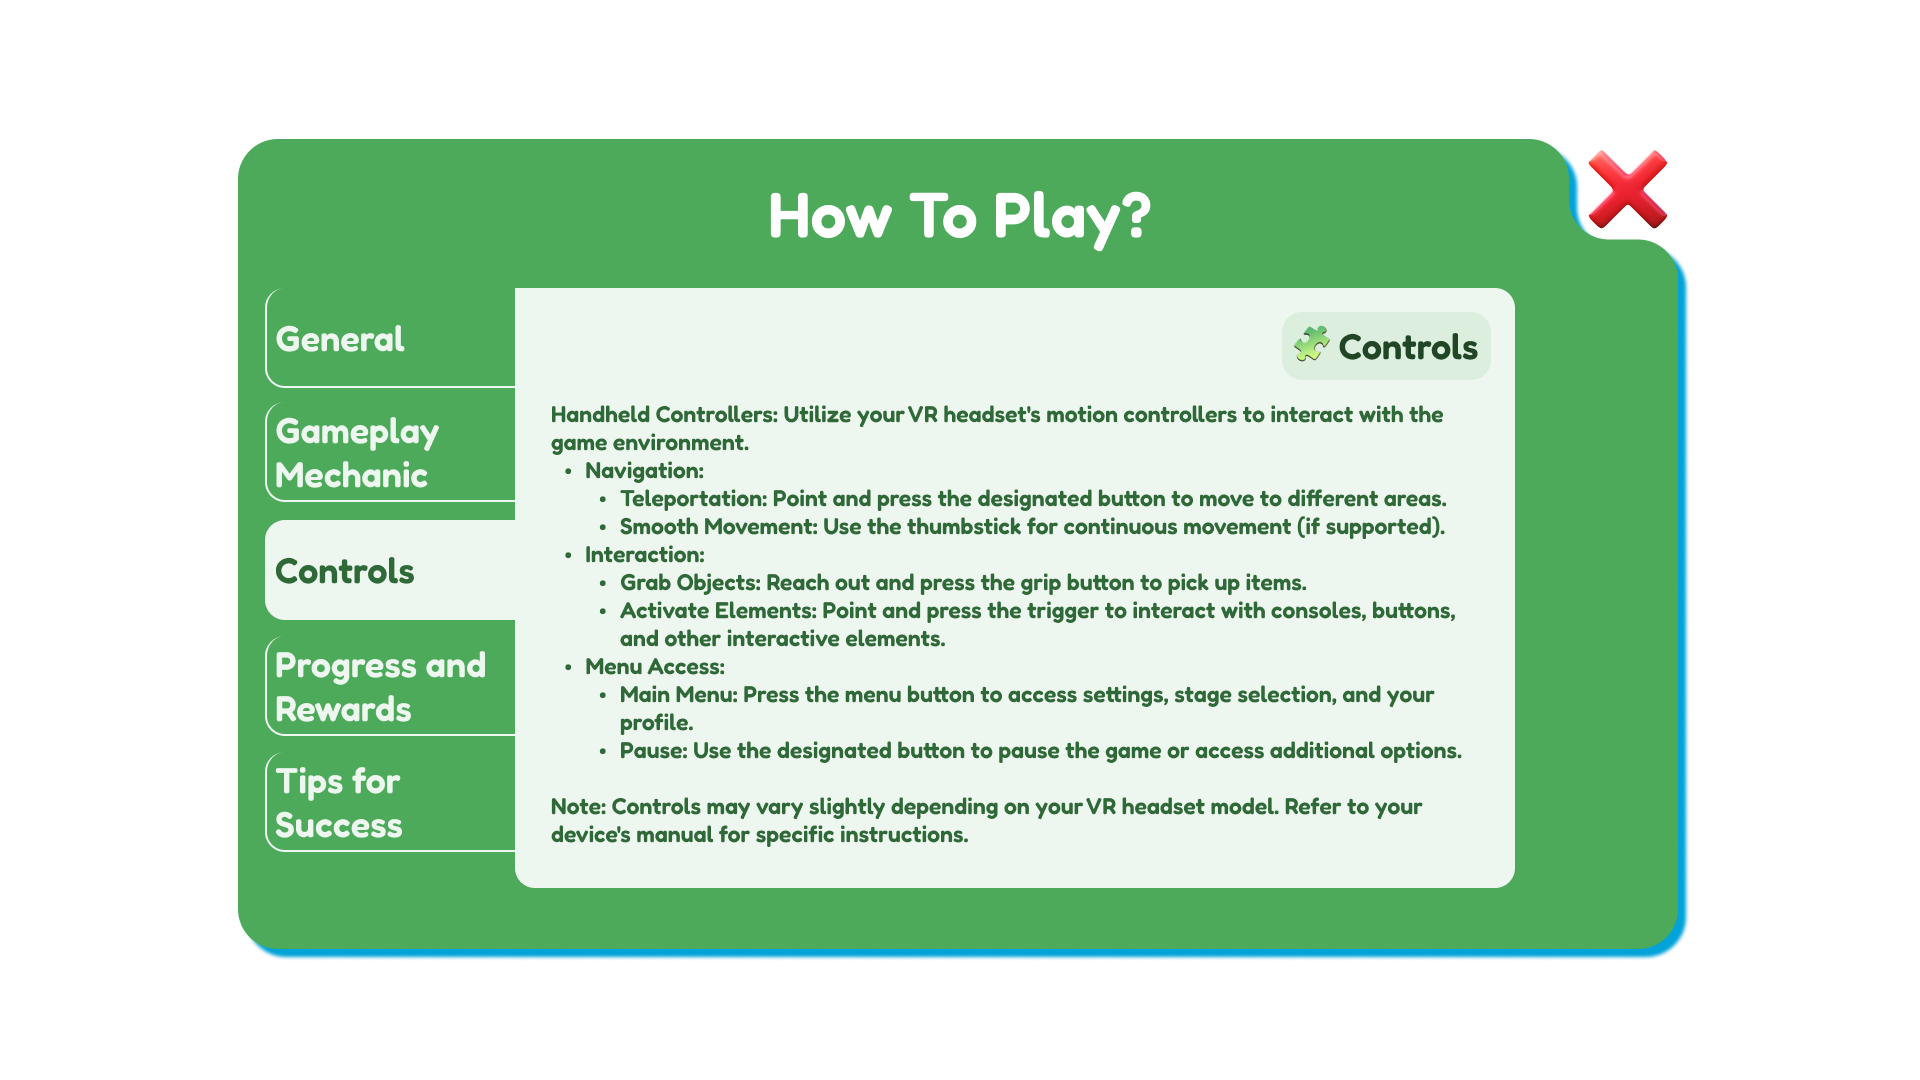 How To Play?
General
Gameplay
Mechanic
Controls
Progress and
Rewards
Tips for
Success
Controls
Handheld Controllers: Utilize your VR headset's motion controllers to interact with the
game environment.
• Navigation:
• Teleportation: Point and press the designated button to move to different areas.
• Smooth Movement: Use the thumbstick for continuous movement (if supported).
• Interaction:
• Grab Objects: Reach out and press the grip button to pick up items.
• Activate Elements: Point and press the trigger to interact with consoles, buttons,
and other interactive elements.
• Menu Access:
• Main Menu: Press the menu button to access settings, stage selection, and your
profile.
• Pause: Use the designated button to pause the game or access additional options.
Note: Controls may vary slightly depending on your VR headset model. Refer to your
device's manual for specific instructions.